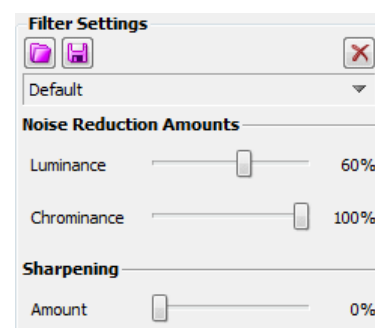 Filter Settings
Default
Noise Reduction Amounts
Luminance 60%
Chrominance 100%
Sharpening
Amount 0%